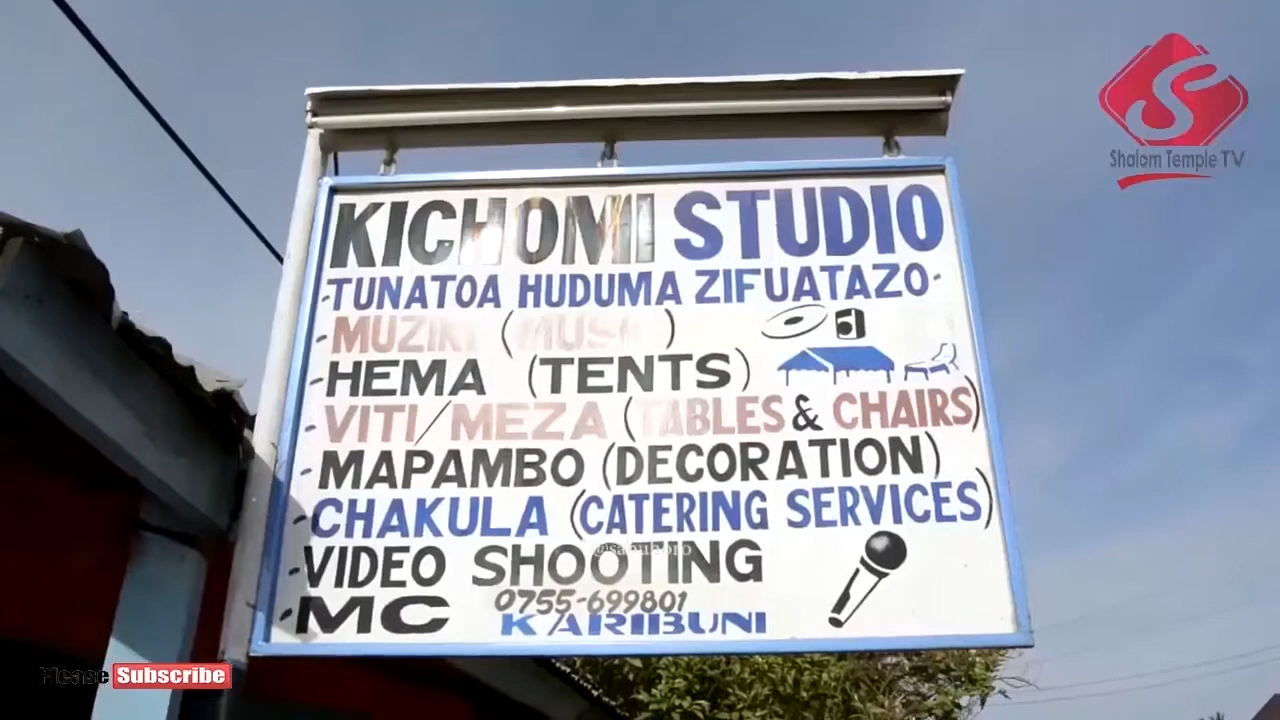 Shalom Temple TV
KICHOMI STUDIO
-TUNATOA HUDUMA ZIFUATAZO-
-MUZIKI (MUSIC)
-HEMA (TENTS)
-VITI/MEZA (TABLES & CHAIRS)
-MAPAMBO (DECORATION)
-CHAKULA (CATERING SERVICES)
-VIDEO SHOOTING
-MC 0755-699801
KARIBUNI
Please Subscribe